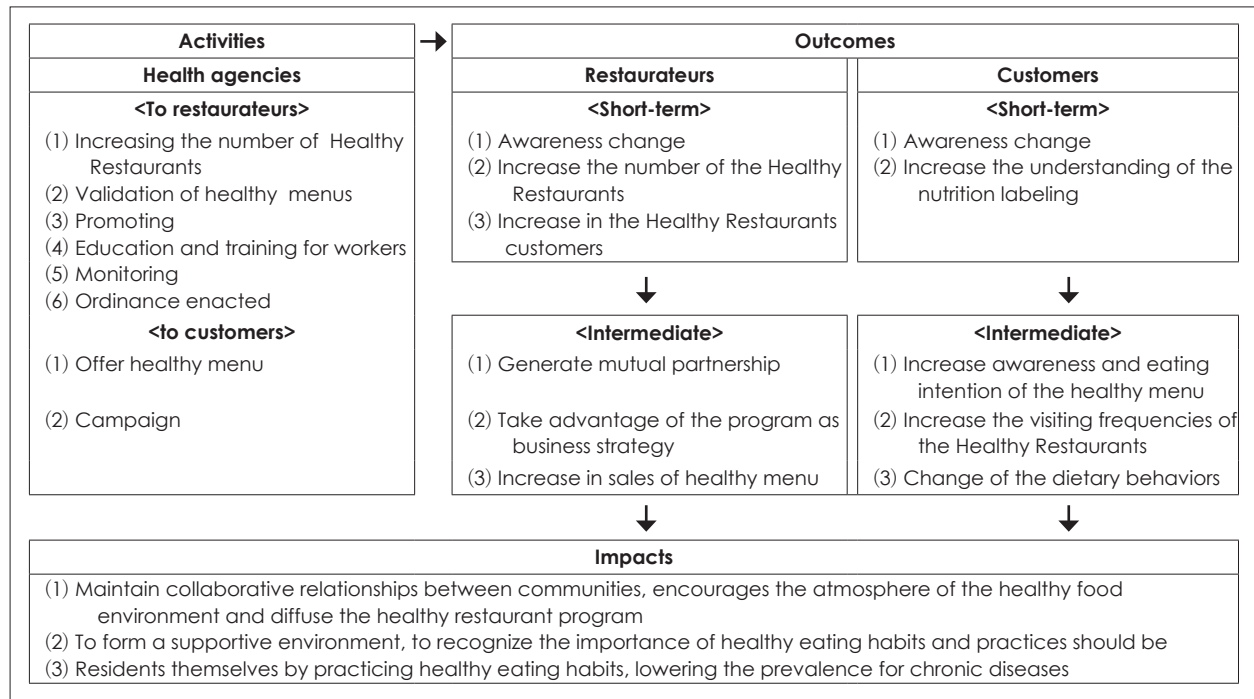 Activities
Health agencies
<To restaurateurs>
(1) Increasing the number of Healthy
Restaurants
(2) Validation of healthy menus
(3) Promoting
(4) Education and training for workers
(5) Monitoring
(6) Ordinance enacted
<to customers>
(1) Offer healthy menu
(2) Campaign
Outcomes
Restaurateurs
<Short-term>
(1) Awareness change
(2) Increase the number of the Healthy
Restaurants
(3) Increase in the Healthy Restaurants
customers
<Intermediate>
(1) Generate mutual partnership
(2) Take advantage of the program as
business strategy
(3) Increase in sales of healthy menu
Customers
<Short-term>
(1) Awareness change
(2) Increase the understanding of the
nutrition labeling
<Intermediate>
(1) Increase awareness and eating
intention of the healthy menu
(2) Increase the visiting frequencies of
the Healthy Restaurants
(3) Change of the dietary behaviors
Impacts
(1) Maintain collaborative relationships between communities, encourages the atmosphere of the healthy food
environment and diffuse the healthy restaurant program
(2) To form a supportive environment, to recognize the importance of healthy eating habits and practices should be
(3) Residents themselves by practicing healthy eating habits, lowering the prevalence for chronic diseases